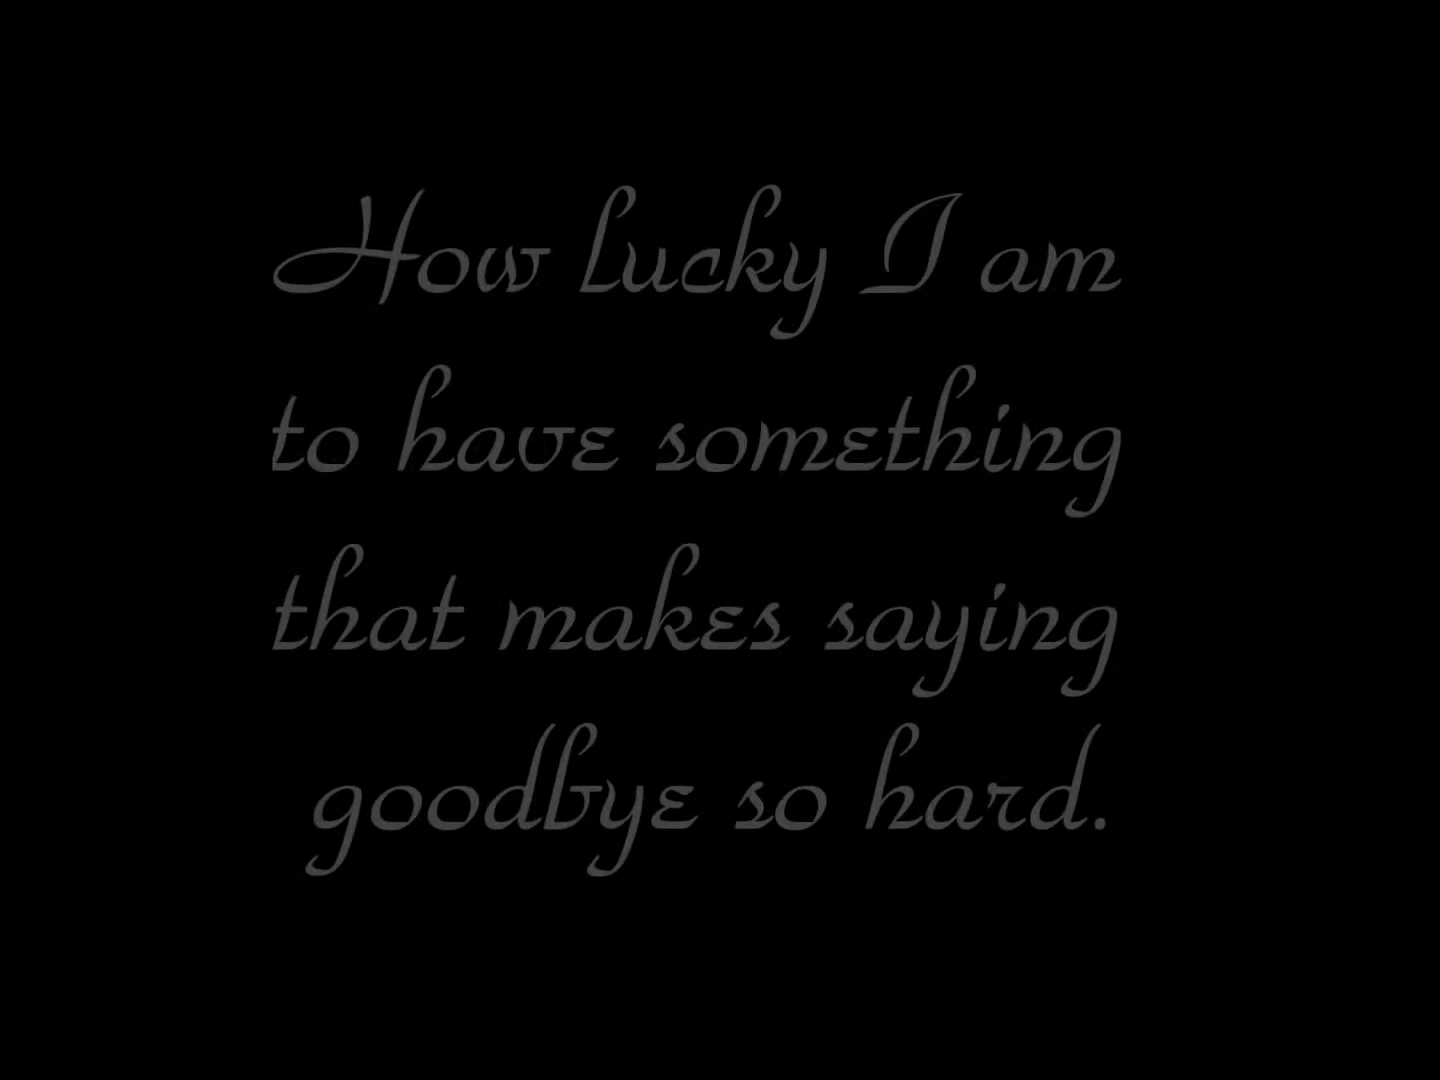 How lucky I am
to have something
that makes saying
goodbye so hard.